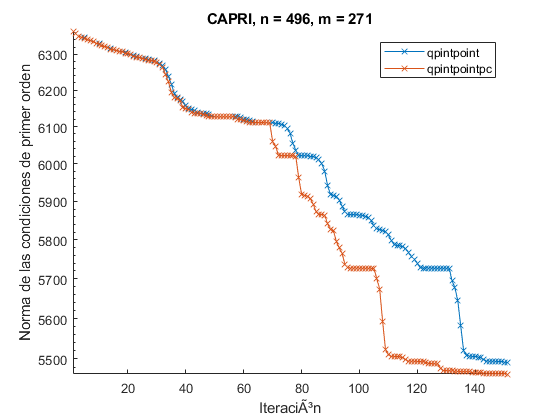 CAPRI, n = 496, m = 271
qpintpoint
qpintpointpc
Norma de las condiciones de primer orden
6300
6200
6100
6000
5900
5800
5700
5600
5500
20 40 60 80 100 120 140
IteraciÃ³n